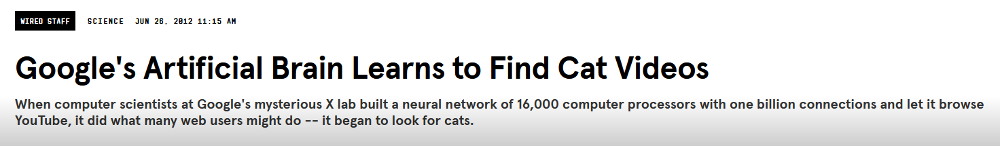 WIRED STAFF SCIENCE JUN 26, 2012 11:15 AM
Google's Artificial Brain Learns to Find Cat Videos
When computer scientists at Google's mysterious X lab built a neural network of 16,000 computer processors with one billion connections and let it browse
YouTube, it did what many web users might do -- it began to look for cats.